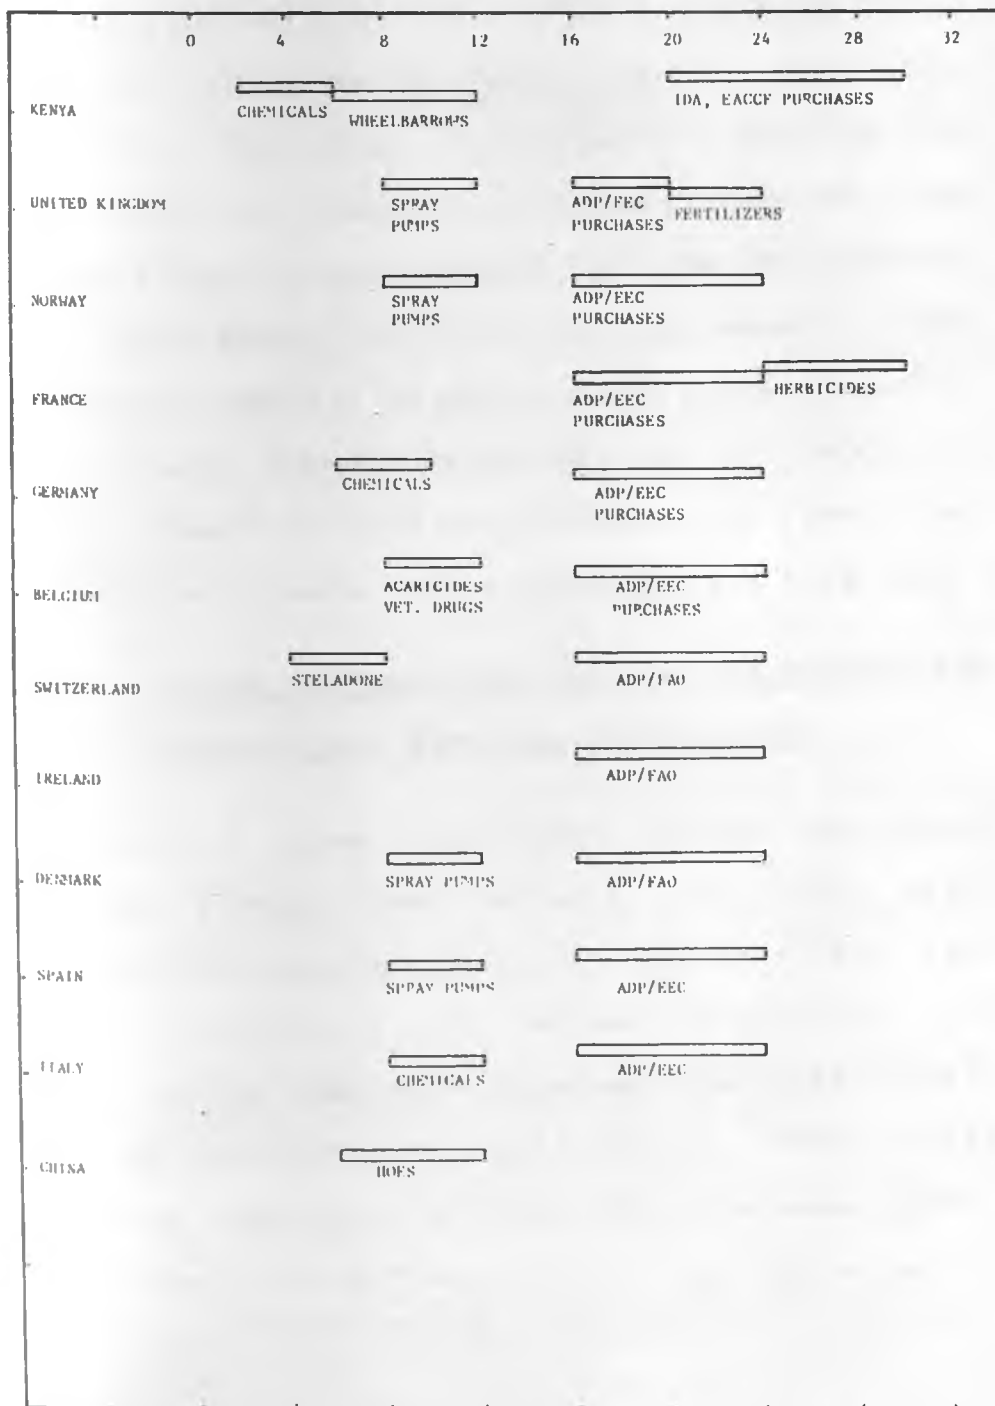 0 4 8 12 16 20 24 28 32
KENYA
CHEMICALS
WHEELBARROWS
IDA, EACCF PURCHASES
UNITED KINGDOM
SPRAY
PUMPS
ADP/EEC
PURCHASES
FERTILIZERS
NORWAY
SPRAY
PUMPS
ADP/EEC
PURCHASES
FRANCE
ADP/EEC
PURCHASES
HERBICIDES
GERMANY
CHEMICALS
ADP/EEC
PURCHASES
BELGIUM
ACARICIDES
VET. DRUGS
ADP/EEC
PURCHASES
SWITZERLAND
STELADONE
ADP/FAO
IRELAND
ADP/FAO
DENMARK
SPRAY PUMPS
ADP/FAO
SPAIN
SPRAY PUMPS
ADP/EEC
ITALY
CHEMICALS
ADP/EEC
CHINA
HOES